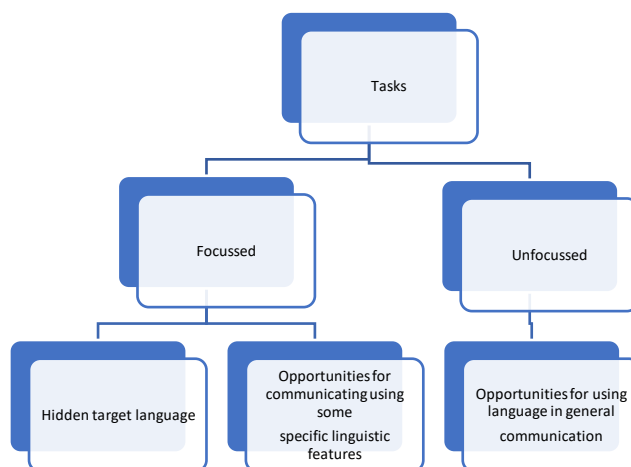 Tasks
Focussed
Unfocussed
Hidden target language
Opportunities for
communicating using
some
specific linguistic
features
Opportunities for using
language in general
communication